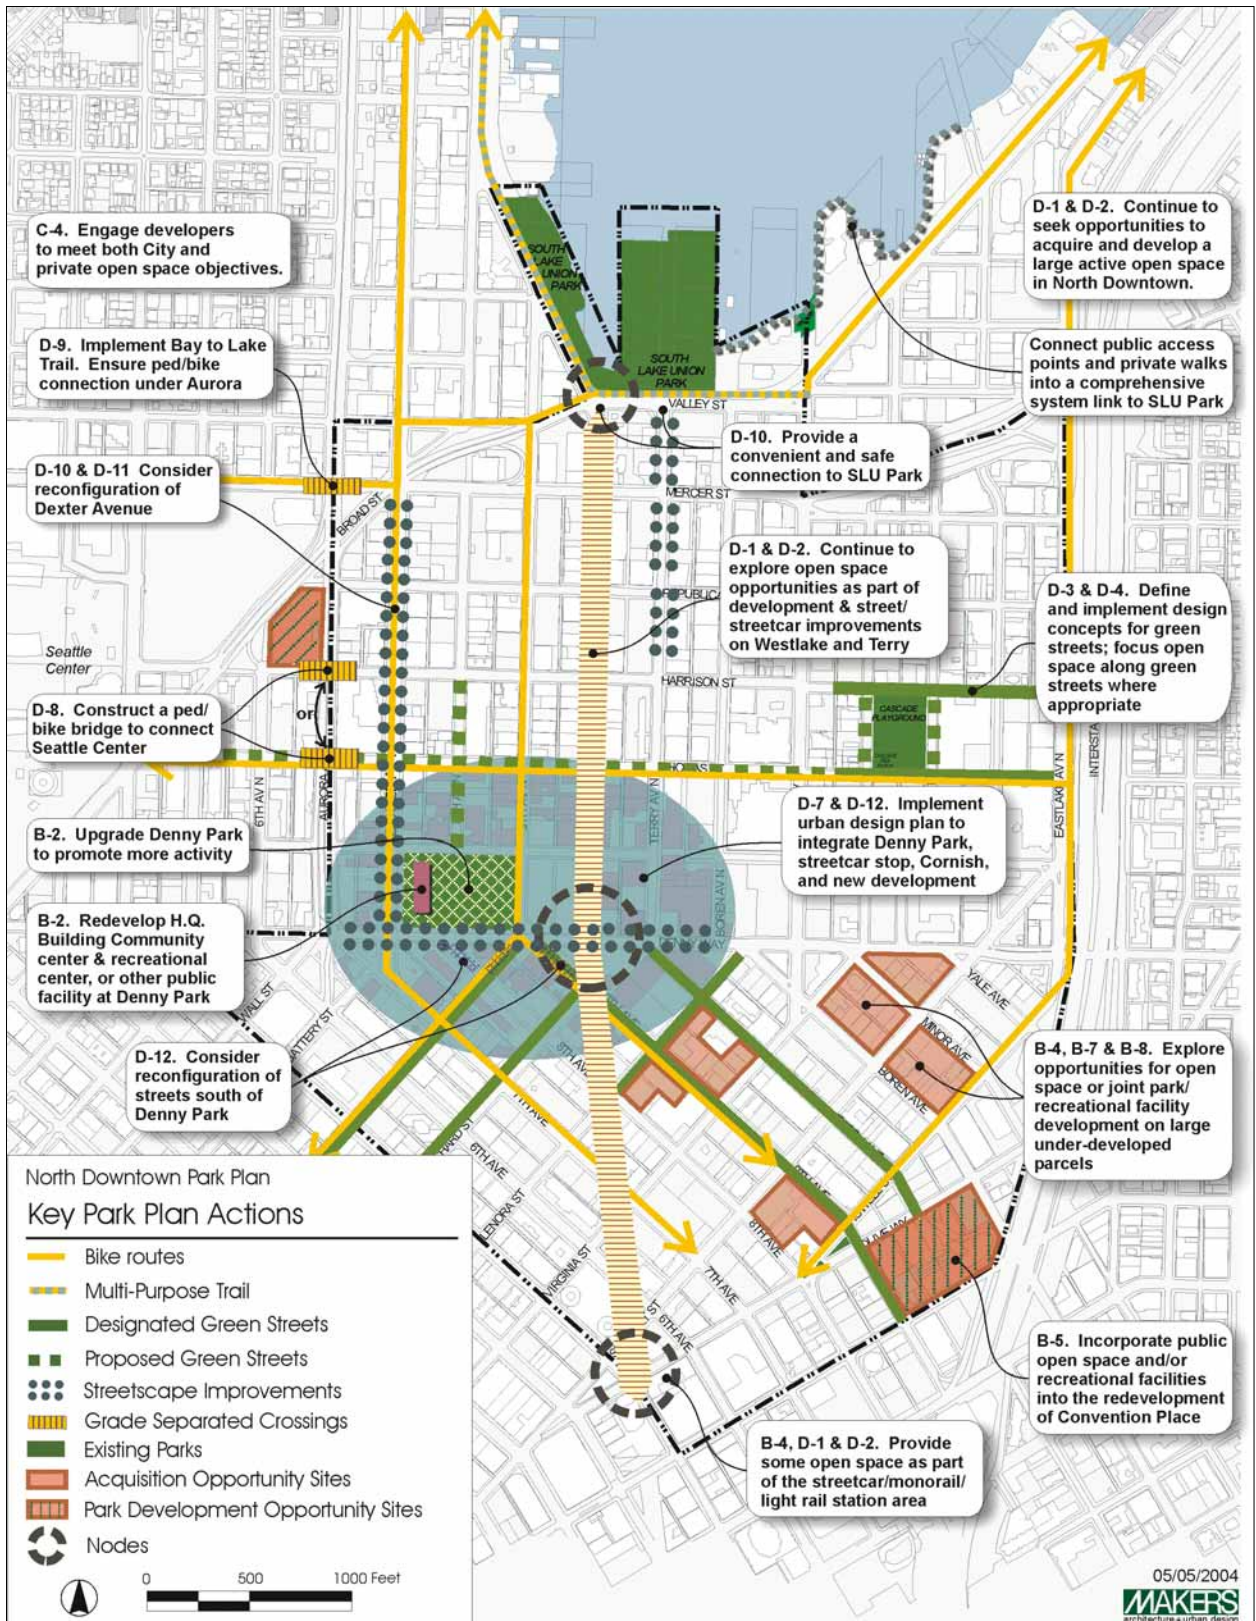 C-4. Engage developers
to meet both City and
private open space objectives.
D-9. Implement Bay to Lake
Trail. Ensure ped/bike
connection under Aurora
D-10 & D-11 Consider
reconfiguration of
Dexter Avenue
Seattle
Center
D-8. Construct a ped/
bike bridge to connect
Seattle Center
or
B-2. Upgrade Denny Park
to promote more activity
B-2. Redevelop H.Q.
Building Community
center & recreational
center, or other public
facility at Denny Park
D-12. Consider
reconfiguration of
streets south of
Denny Park
SOUTH
LAKE
UNION
PARK
SOUTH
LAKE UNION
PARK
VALLEY ST
MERCER ST
BROAD ST
HARRISON ST
6TH AV N
AURORA
TERRY AV N
BOREN AV N
CASCADE
PLAYGROUND
D-1 & D-2. Continue to
seek opportunities to
acquire and develop a
large active open space
in North Downtown.
Connect public access
points and private walks
into a comprehensive
system link to SLU Park
D-10. Provide a
convenient and safe
connection to SLU Park
D-1 & D-2. Continue to
explore open space
opportunities as part of
development & street/
streetcar improvements
on Westlake and Terry
D-3 & D-4. Define
and implement design
concepts for green
streets; focus open
space along green
streets where
appropriate
D-7 & D-12. Implement
urban design plan to
integrate Denny Park,
streetcar stop, Cornish,
and new development
B-4, B-7 & B-8. Explore
opportunities for open
space or joint park/
recreational facility
development on large
under-developed
parcels
B-5. Incorporate public
open space and/or
recreational facilities
into the redevelopment
of Convention Place
B-4, D-1 & D-2. Provide
some open space as part
of the streetcar/monorail/
light rail station area
WALL ST
YALE AVE
MINOR AVE
BOREN AVE
8TH AVE
7TH AVE
6TH AVE
LENORA ST
VIRGINIA ST
8TH AVE
7TH AVE
6TH AVE
North Downtown Park Plan
Key Park Plan Actions
Bike routes
Multi-Purpose Trail
Designated Green Streets
Proposed Green Streets
Streetscape Improvements
Grade Separated Crossings
Existing Parks
Acquisition Opportunity Sites
Park Development Opportunity Sites
Nodes
0 500 1000 Feet
05/05/2004
MAKERS
architecture + urban design